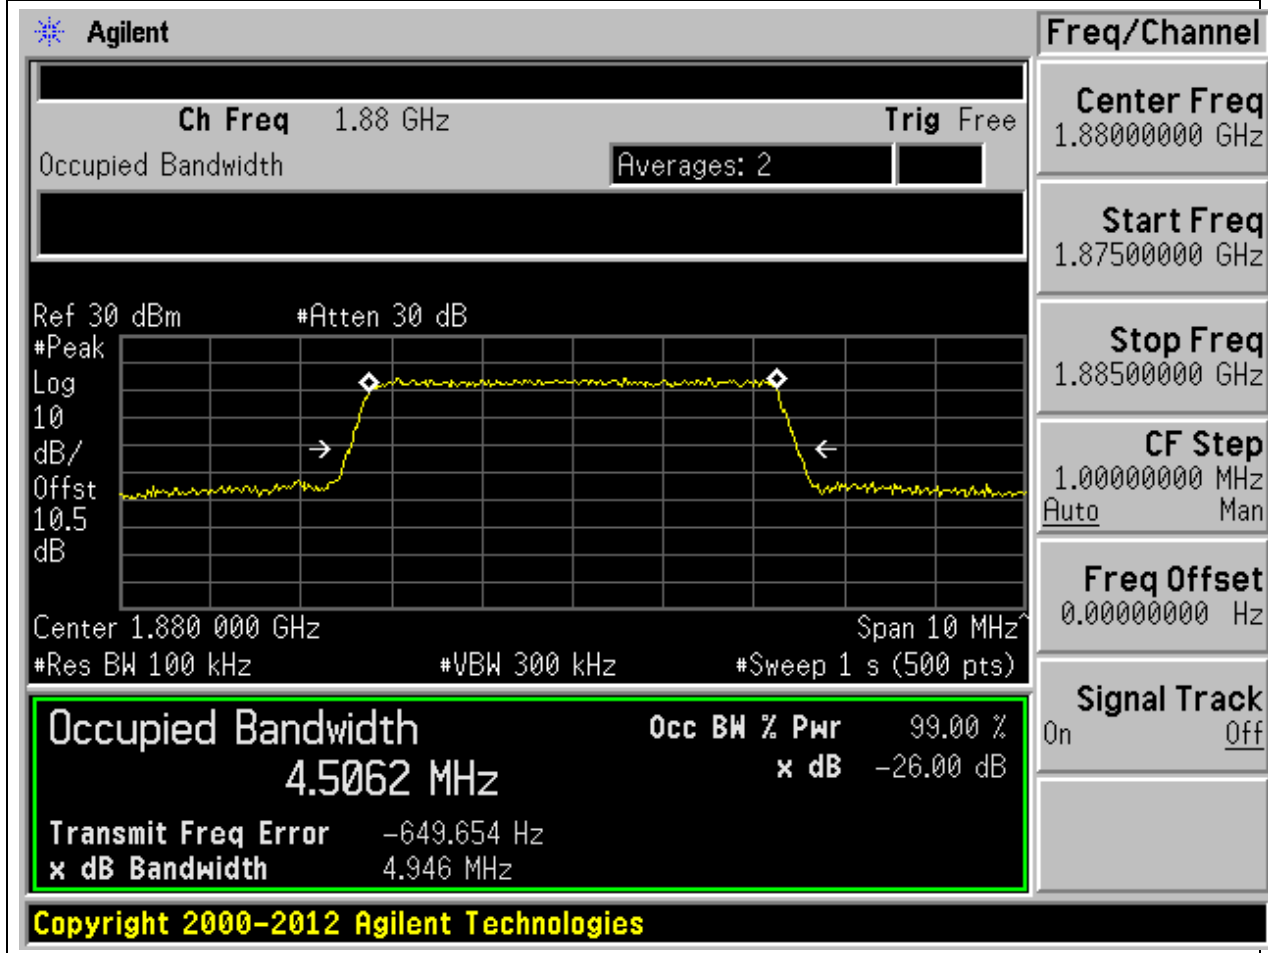 Agilent
Freq/Channel
Ch Freq 1.88 GHz Trig Free
Occupied Bandwidth Averages: 2
Center Freq
1.88000000 GHz
Start Freq
1.87500000 GHz
Stop Freq
1.88500000 GHz
CF Step
1.00000000 MHz
Auto Man
Freq Offset
0.00000000 Hz
Signal Track
On Off
Ref 30 dBm #Atten 30 dB
#Peak
Log
10
dB/
Offst
10.5
dB
Center 1.880 000 GHz Span 10 MHz^
#Res BW 100 kHz #VBW 300 kHz #Sweep 1 s (500 pts)
Occupied Bandwidth Occ BW % Pwr 99.00 %
4.5062 MHz x dB -26.00 dB
Transmit Freq Error -649.654 Hz
x dB Bandwidth 4.946 MHz
Copyright 2000-2012 Agilent Technologies